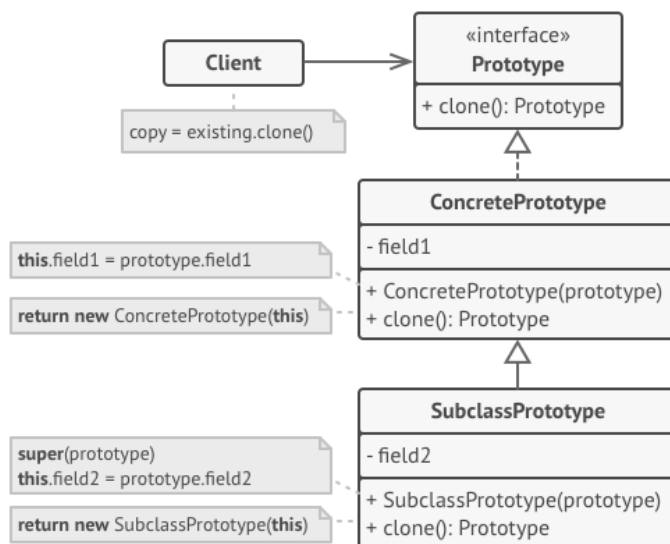 «interface»
Client
Prototype
+ clone(): Prototype
copy = existing.clone()
ConcretePrototype
- field1
this.field1 = prototype.field1
+ ConcretePrototype(prototype)
return new ConcretePrototype(this)
+ clone(): Prototype
SubclassPrototype
super(prototype)
- field2
this.field2 = prototype.field2
+ SubclassPrototype(prototype)
return new SubclassPrototype(this)
+ clone(): Prototype